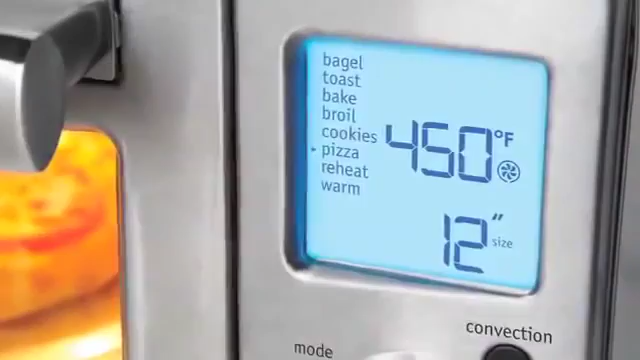 bagel
toast
bake
broil
cookies
pizza
reheat
warm
450°F
12" size
convection
mode